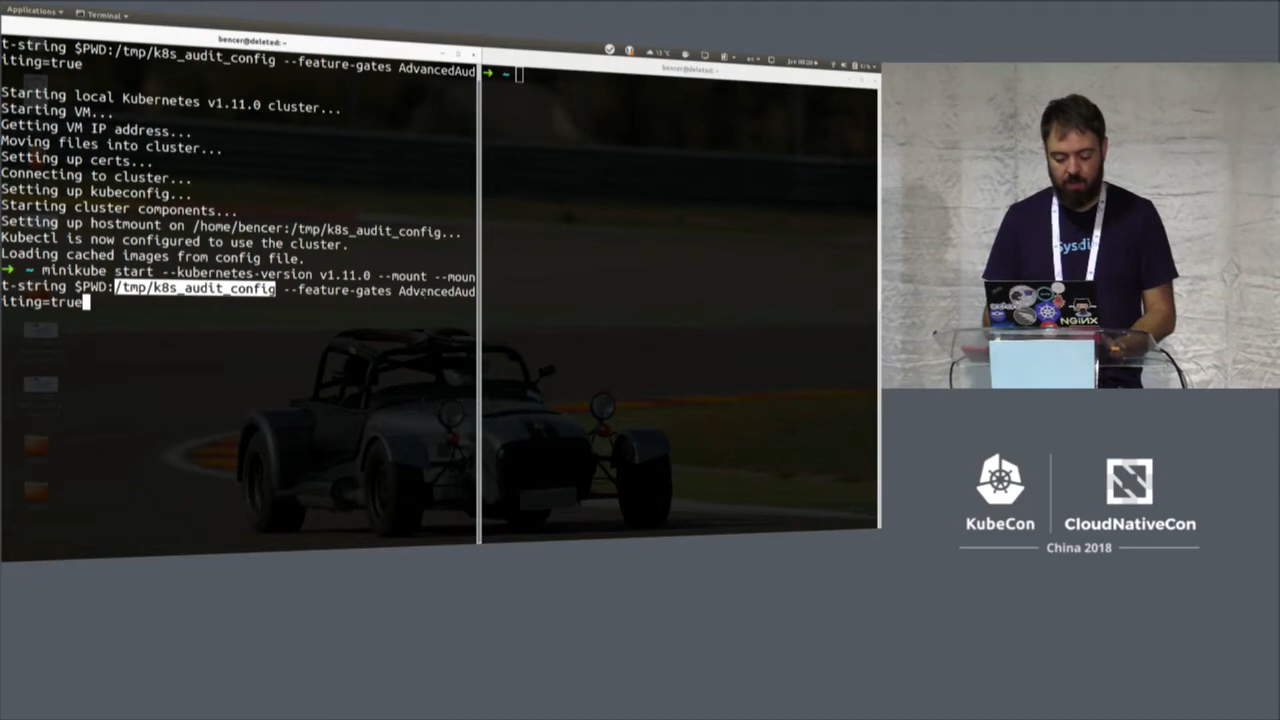 Applications
Terminal
bencer@deleted: ~
t-string $PWD:/tmp/k8s_audit_config --feature-gates AdvancedAud
iting=true
Starting local Kubernetes v1.11.0 cluster...
Starting VM...
Getting VM IP address...
Moving files into cluster...
Setting up certs...
Connecting to cluster...
Setting up kubeconfig...
Starting cluster components...
Setting up hostmount on /home/bencer:/tmp/k8s_audit_config...
Kubectl is now configured to use the cluster.
Loading cached images from config file.
➜ ~ minikube start --kubernetes-version v1.11.0 --mount --moun
t-string $PWD:/tmp/k8s_audit_config --feature-gates AdvancedAud
iting=true
13 °C
bencer@deleted: ~
➜ ~
Sysdig
NGINX
KubeCon
CloudNativeCon
China 2018